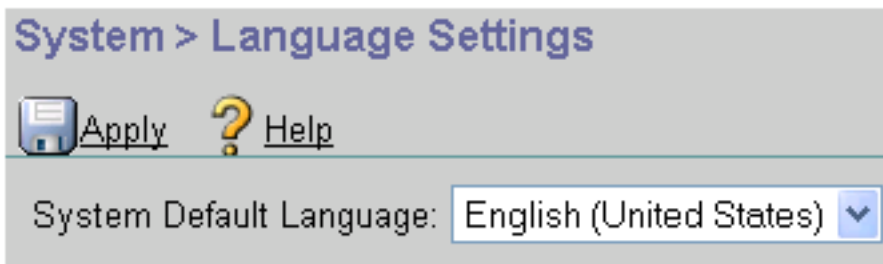 System > Language Settings
Apply Help
System Default Language: English (United States)